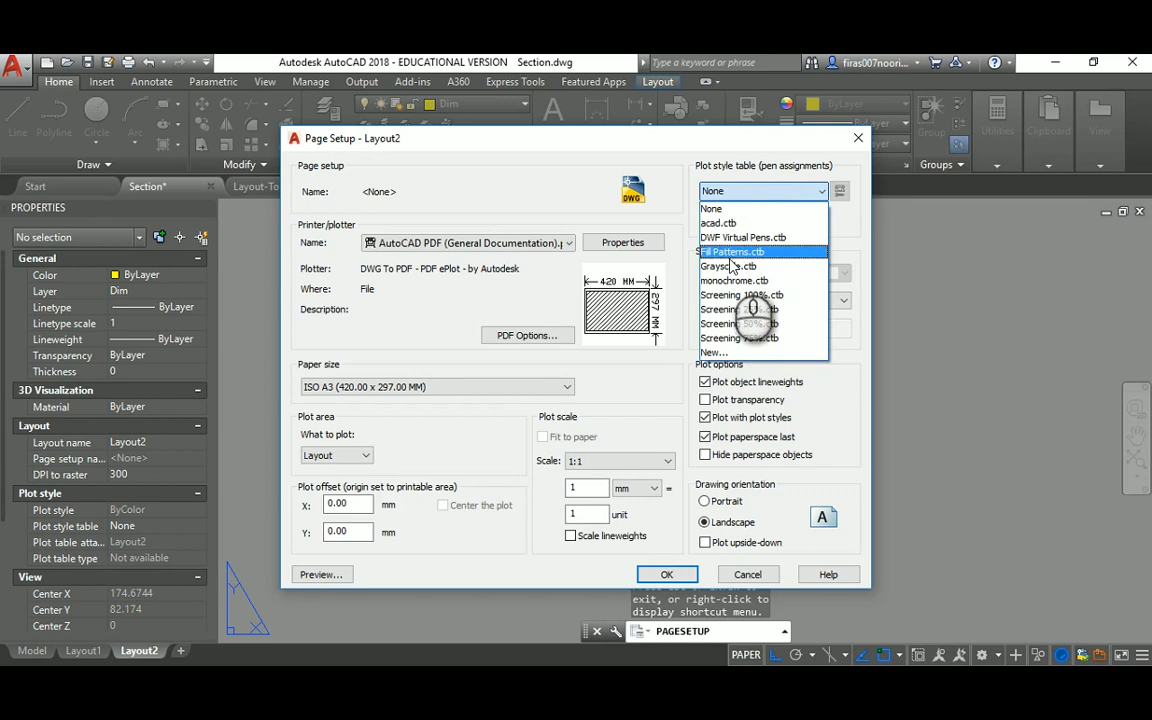 Autodesk AutoCAD 2018 - EDUCATIONAL VERSION Section.dwg
Type a keyword or phrase
firas007noori...
Home Insert Annotate Parametric View Manage Output Add-ins A360 Express Tools Featured Apps Layout
Dim
ByLayer
Line Polyline Circle Arc
Group Utilities Clipboard View
Draw Modify Groups
Start Section*
PROPERTIES
No selection
General
Color ByLayer
Layer Dim
Linetype ByLayer
Linetype scale 1
Lineweight ByLayer
Transparency ByLayer
Thickness 0
3D Visualization
Material ByLayer
Layout
Layout name Layout2
Page setup na... <None>
DPI to raster 300
Plot style
Plot style ByColor
Plot style table None
Plot table atta... Layout2
Plot table type Not available
View
Center X 174.6744
Center Y 82.174
Center Z 0
Page Setup - Layout2
Page setup
Name: <None>
DWG
Printer/plotter
Name: AutoCAD PDF (General Documentation).p
Properties
Plotter: DWG To PDF - PDF ePlot - by Autodesk
Where: File
Description:
420 MM
297 MM
PDF Options...
Paper size
ISO A3 (420.00 x 297.00 MM)
Plot area
What to plot:
Layout
Plot scale
Fit to paper
Scale: 1:1
1 mm =
1 unit
Scale lineweights
Plot offset (origin set to printable area)
X: 0.00 mm
Center the plot
Y: 0.00 mm
Plot style table (pen assignments)
None
None
acad.ctb
DWF Virtual Pens.ctb
Fill Patterns.ctb
monochrome.ctb
Screening 100%.ctb
New...
Plot options
Plot object lineweights
Plot transparency
Plot with plot styles
Plot paperspace last
Hide paperspace objects
Drawing orientation
Portrait
Landscape
A
Plot upside-down
Preview... OK Cancel Help
exit, or right-click to
display shortcut menu.
PAGESETUP
Y
X
Model Layout1 Layout2 +
PAPER